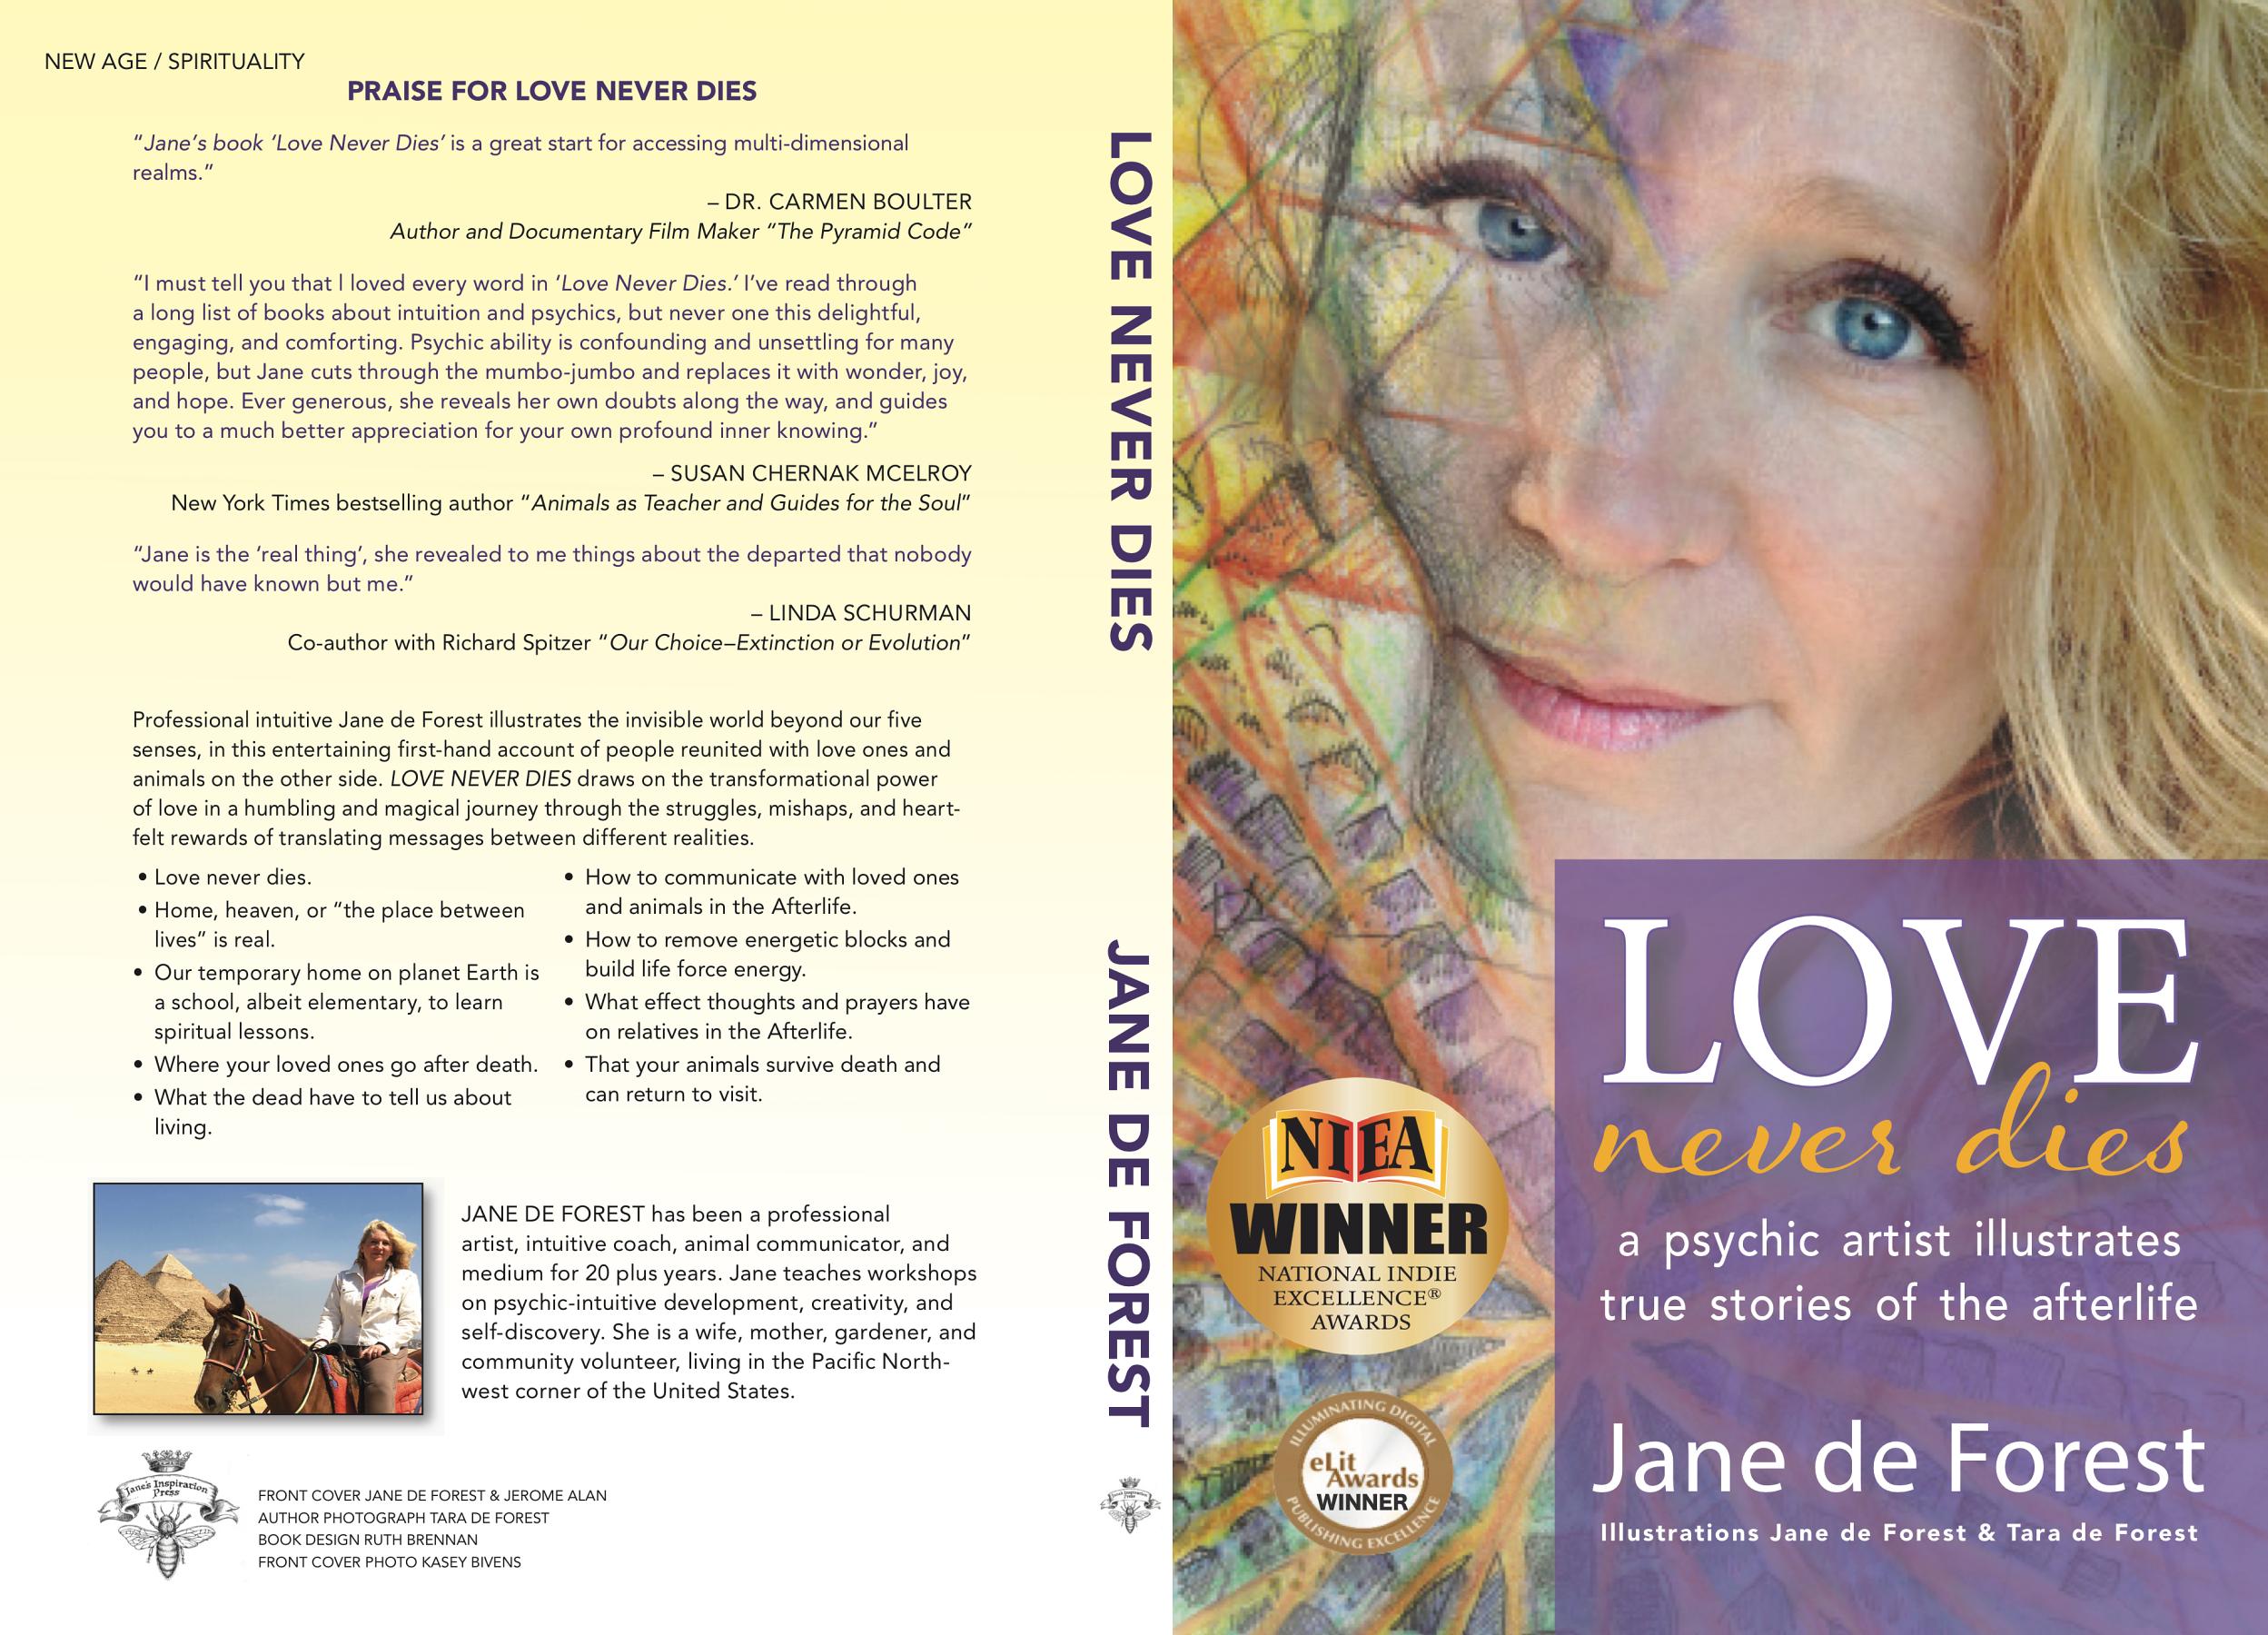 NEW AGE / SPIRITUALITY
PRAISE FOR LOVE NEVER DIES
“Jane’s book ‘Love Never Dies’ is a great start for accessing multi-dimensional
realms.”
– DR. CARMEN BOULTER
Author and Documentary Film Maker “The Pyramid Code”
“I must tell you that I loved every word in ‘Love Never Dies.’ I’ve read through
a long list of books about intuition and psychics, but never one this delightful,
engaging, and comforting. Psychic ability is confounding and unsettling for many
people, but Jane cuts through the mumbo-jumbo and replaces it with wonder, joy,
and hope. Ever generous, she reveals her own doubts along the way, and guides
you to a much better appreciation for your own profound inner knowing.”
– SUSAN CHERNAK MCELROY
New York Times bestselling author “Animals as Teacher and Guides for the Soul”
“Jane is the ‘real thing’, she revealed to me things about the departed that nobody
would have known but me.”
– LINDA SCHURMAN
Co-author with Richard Spitzer “Our Choice–Extinction or Evolution”
Professional intuitive Jane de Forest illustrates the invisible world beyond our five
senses, in this entertaining first-hand account of people reunited with love ones and
animals on the other side. LOVE NEVER DIES draws on the transformational power
of love in a humbling and magical journey through the struggles, mishaps, and heart-
felt rewards of translating messages between different realities.
• Love never dies.
• Home, heaven, or “the place between
lives” is real.
• Our temporary home on planet Earth is
a school, albeit elementary, to learn
spiritual lessons.
• Where your loved ones go after death.
• What the dead have to tell us about
living.
• How to communicate with loved ones
and animals in the Afterlife.
• How to remove energetic blocks and
build life force energy.
• What effect thoughts and prayers have
on relatives in the Afterlife.
• That your animals survive death and
can return to visit.
JANE DE FOREST has been a professional
artist, intuitive coach, animal communicator, and
medium for 20 plus years. Jane teaches workshops
on psychic-intuitive development, creativity, and
self-discovery. She is a wife, mother, gardener, and
community volunteer, living in the Pacific North-
west corner of the United States.
Jane's Inspiration
Press
FRONT COVER JANE DE FOREST & JEROME ALAN
AUTHOR PHOTOGRAPH TARA DE FOREST
BOOK DESIGN RUTH BRENNAN
FRONT COVER PHOTO KASEY BIVENS
LOVE NEVER DIES
JANE DE FOREST
Jane's Inspiration
Press
LOVE
never dies
a psychic artist illustrates
true stories of the afterlife
Jane de Forest
Illustrations Jane de Forest & Tara de Forest
NIEA
WINNER
NATIONAL INDIE
EXCELLENCE®
AWARDS
ILLUMINATING DIGITAL
eLit
Awards
WINNER
PUBLISHING EXCELLENCE